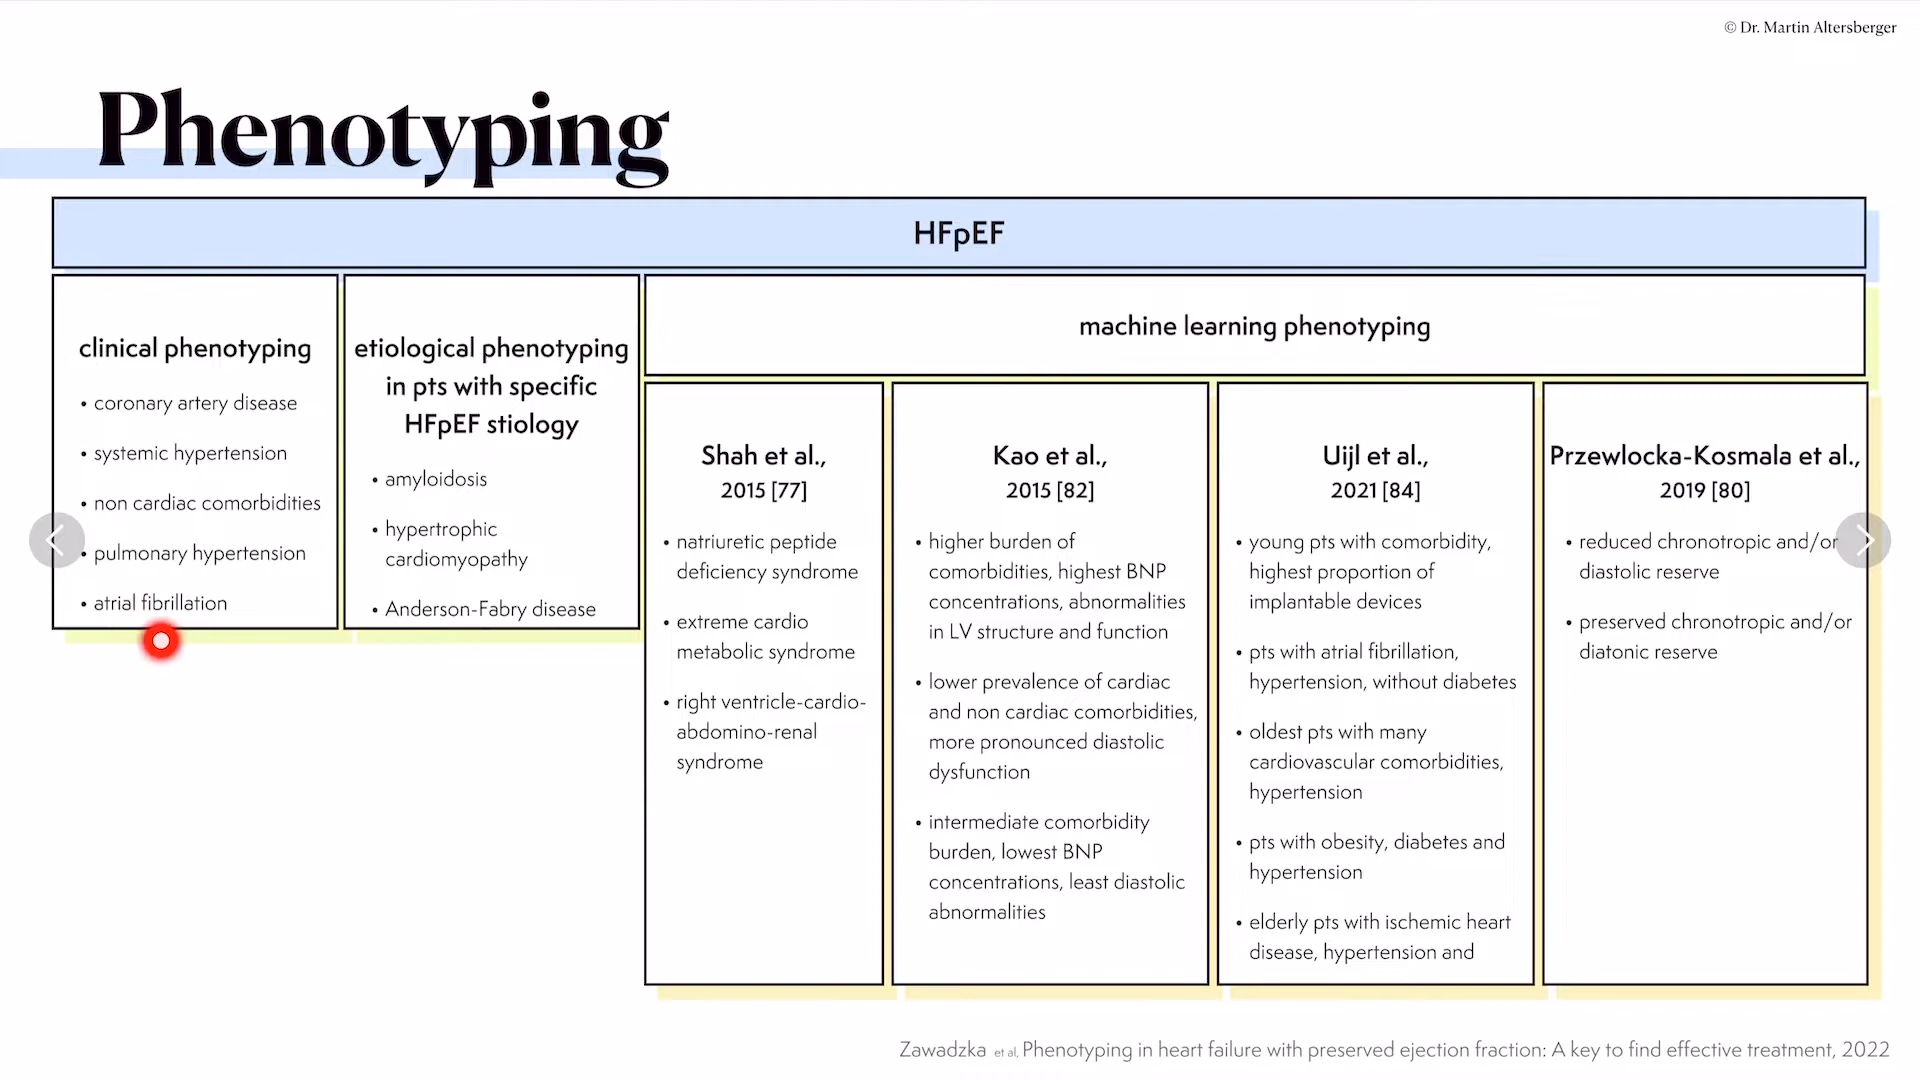 © Dr. Martin Altersberger
Phenotyping
HFpEF
clinical phenotyping
• coronary artery disease
• systemic hypertension
• non cardiac comorbidities
• pulmonary hypertension
• atrial fibrillation
etiological phenotyping
in pts with specific
HFpEF stiology
• amyloidosis
• hypertrophic
cardiomyopathy
• Anderson-Fabry disease
machine learning phenotyping
Shah et al.,
2015 [77]
• natriuretic peptide
deficiency syndrome
• extreme cardio
metabolic syndrome
• right ventricle-cardio-
abdomino-renal
syndrome
Kao et al.,
2015 [82]
• higher burden of
comorbidities, highest BNP
concentrations, abnormalities
in LV structure and function
• lower prevalence of cardiac
and non cardiac comorbidities,
more pronounced diastolic
dysfunction
• intermediate comorbidity
burden, lowest BNP
concentrations, least diastolic
abnormalities
Uijl et al.,
2021 [84]
• young pts with comorbidity,
highest proportion of
implantable devices
• pts with atrial fibrillation,
hypertension, without diabetes
• oldest pts with many
cardiovascular comorbidities,
hypertension
• pts with obesity, diabetes and
hypertension
• elderly pts with ischemic heart
disease, hypertension and
Przewlocka-Kosmala et al.,
2019 [80]
• reduced chronotropic and/or
diastolic reserve
• preserved chronotropic and/or
diatonic reserve
Zawadzka et al, Phenotyping in heart failure with preserved ejection fraction: A key to find effective treatment, 2022